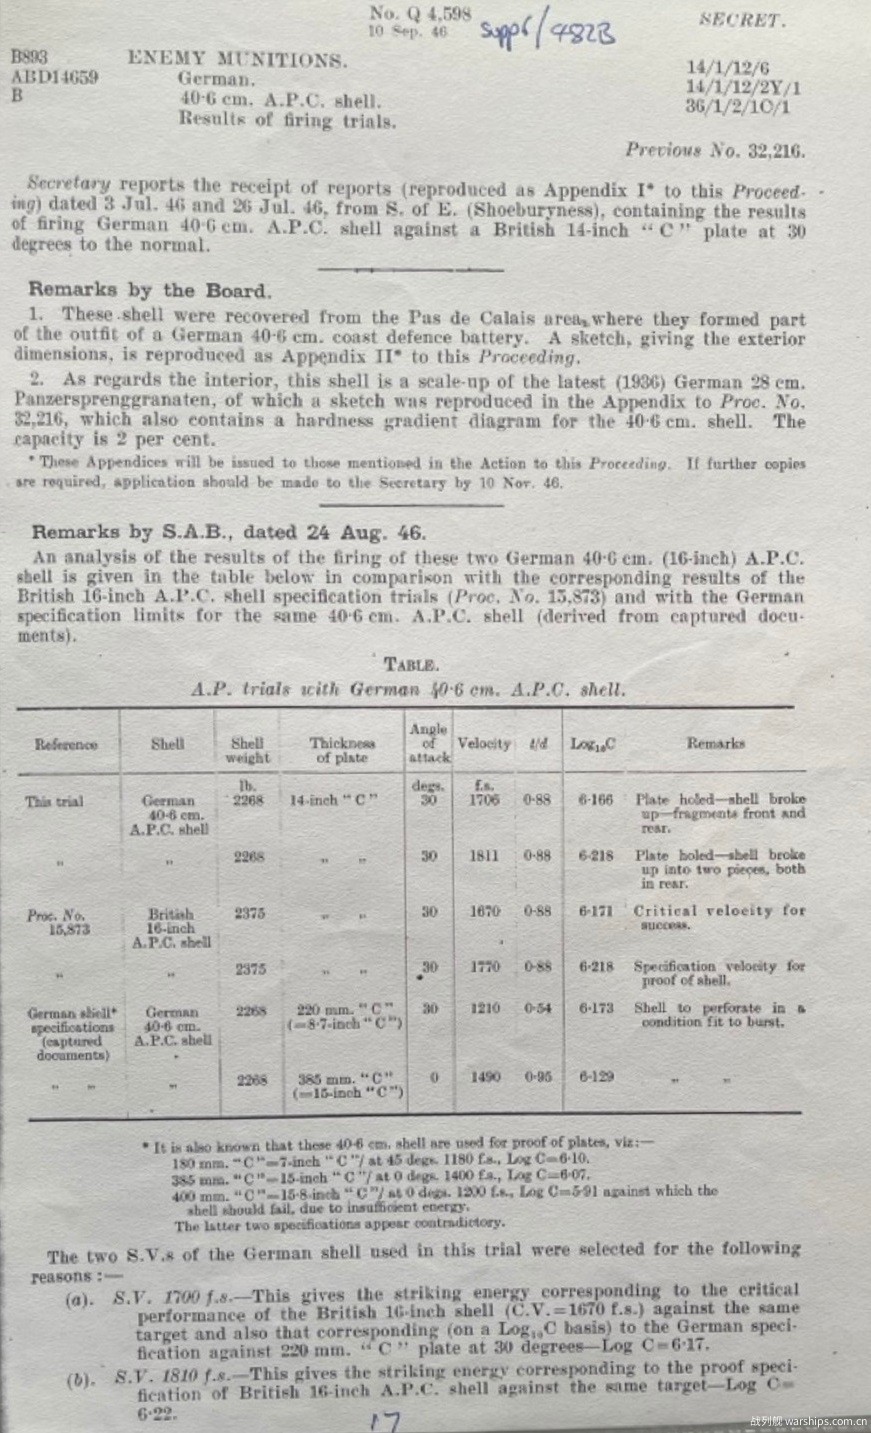 No. Q 4,598
10 Sep. 46
Suppt/482B
SECRET.
B893
ABD14659
B
ENEMY MUNITIONS.
German.
40·6 cm. A.P.C. shell.
Results of firing trials.
14/1/12/6
14/1/12/2Y/1
36/1/2/1O/1
Previous No. 32,216.
Secretary reports the receipt of reports (reproduced as Appendix I* to this Proceed-
ing) dated 3 Jul. 46 and 26 Jul. 46, from S. of E. (Shoeburyness), containing the results
of firing German 40·6 cm. A.P.C. shell against a British 14-inch “ C ” plate at 30
degrees to the normal.
Remarks by the Board.
1. These shell were recovered from the Pas de Calais area, where they formed part
of the outfit of a German 40·6 cm. coast defence battery. A sketch, giving the exterior
dimensions, is reproduced as Appendix II* to this Proceeding.
2. As regards the interior, this shell is a scale-up of the latest (1936) German 28 cm.
Panzersprenggranaten, of which a sketch was reproduced in the Appendix to Proc. No.
32,216, which also contains a hardness gradient diagram for the 40·6 cm. shell. The
capacity is 2 per cent.
* These Appendices will be issued to those mentioned in the Action to this Proceeding. If further copies
are required, application should be made to the Secretary by 10 Nov. 46.
Remarks by S.A.B., dated 24 Aug. 46.
An analysis of the results of the firing of these two German 40·6 cm. (16-inch) A.P.C.
shell is given in the table below in comparison with the corresponding results of the
British 16-inch A.P.C. shell specification trials (Proc. No. 15,873) and with the German
specification limits for the same 40·6 cm. A.P.C. shell (derived from captured docu-
ments).
TABLE.
A.P. trials with German 40·6 cm. A.P.C. shell.
Reference Shell Shell weight Thickness of plate Angle of attack Velocity t/d Log₁₀C Remarks
lb. degs. f.s.
This trial German 40·6 cm. A.P.C. shell 2268 14-inch “ C ” 30 1706 0·88 6·166 Plate holed—shell broke up—fragments front and rear.
„ „ 2268 „ „ 30 1811 0·88 6·218 Plate holed—shell broke up into two pieces, both in rear.
Proc. No. 15,873 British 16-inch A.P.C. shell 2375 „ „ 30 1670 0·88 6·171 Critical velocity for success.
„ „ 2375 „ „ 30 1770 0·88 6·218 Specification velocity for proof of shell.
German shell* specifications (captured documents) German 40·6 cm. A.P.C. shell 2268 220 mm. “ C ” (=8·7-inch “ C ”) 30 1210 0·54 6·173 Shell to perforate in a condition fit to burst.
„ „ „ 2268 385 mm. “ C ” (=15-inch “ C ”) 0 1490 0·95 6·129 „ „
* It is also known that these 40·6 cm. shell are used for proof of plates, viz:—
180 mm. “C”=7-inch “ C ”/ at 45 degs. 1180 f.s., Log C=6·10.
385 mm. “C”=15-inch “ C ”/ at 0 degs. 1400 f.s., Log C=6·07.
400 mm. “C”=15·8-inch “ C ”/ at 0 degs. 1200 f.s., Log C=5·91 against which the
shell should fail, due to insufficient energy.
The latter two specifications appear contradictory.
The two S.V.s of the German shell used in this trial were selected for the following
reasons :—
(a). S.V. 1700 f.s.—This gives the striking energy corresponding to the critical
performance of the British 16-inch shell (C.V.=1670 f.s.) against the same
target and also that corresponding (on a Log₁₀C basis) to the German speci-
fication against 220 mm. “ C ” plate at 30 degrees—Log C=6·17.
(b). S.V. 1810 f.s.—This gives the striking energy corresponding to the proof speci-
fication of British 16-inch A.P.C. shell against the same target—Log C=
6·22.
17
战列舰 warships.com.cn